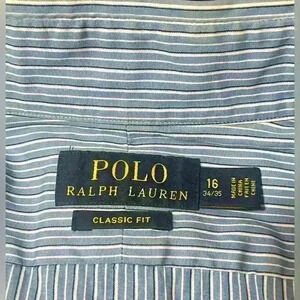 POLO
RALPH LAUREN
16
34/35
MADE IN
CHINA
CLASSIC FIT